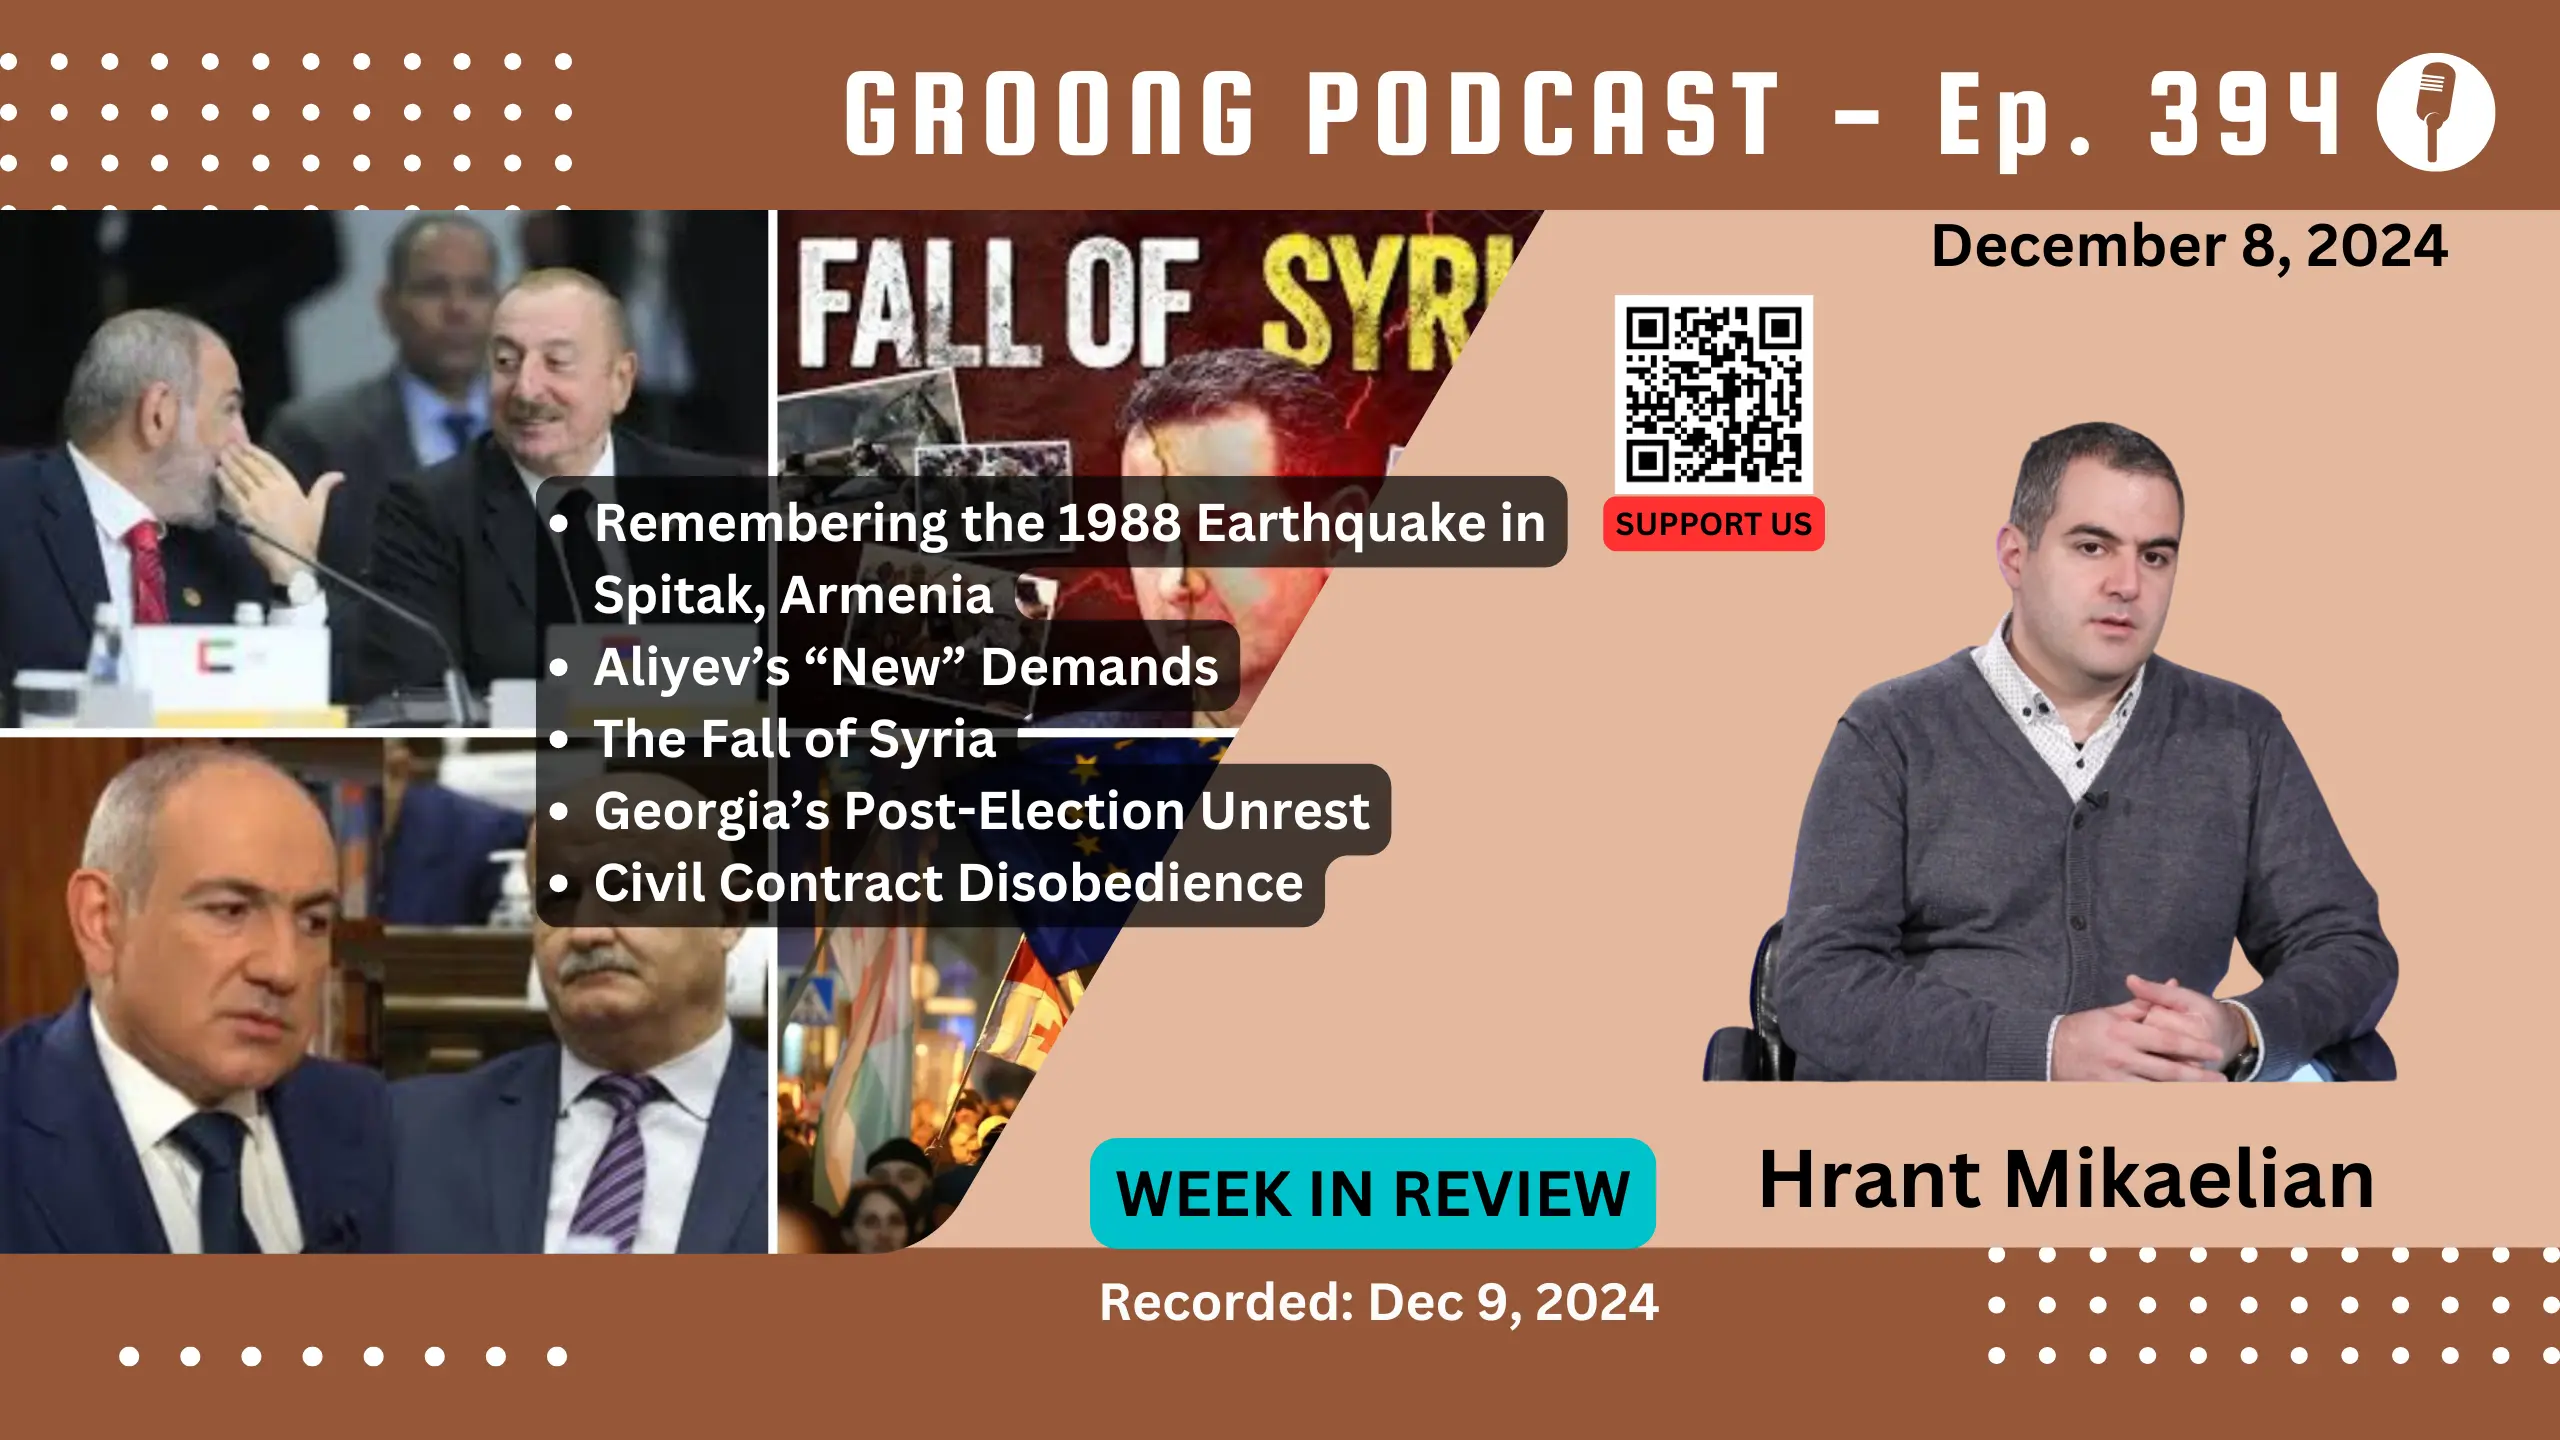 GROONG PODCAST – Ep. 394
December 8, 2024
FALL OF SYRI
SUPPORT US
• Remembering the 1988 Earthquake in
Spitak, Armenia
• Aliyev’s “New” Demands
• The Fall of Syria
• Georgia’s Post-Election Unrest
• Civil Contract Disobedience
WEEK IN REVIEW
Hrant Mikaelian
Recorded: Dec 9, 2024